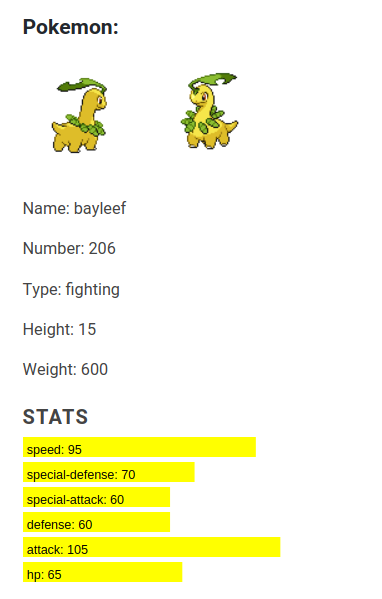 Pokemon:
Name: bayleef
Number: 206
Type: fighting
Height: 15
Weight: 600
STATS
speed: 95
special-defense: 70
special-attack: 60
defense: 60
attack: 105
hp: 65